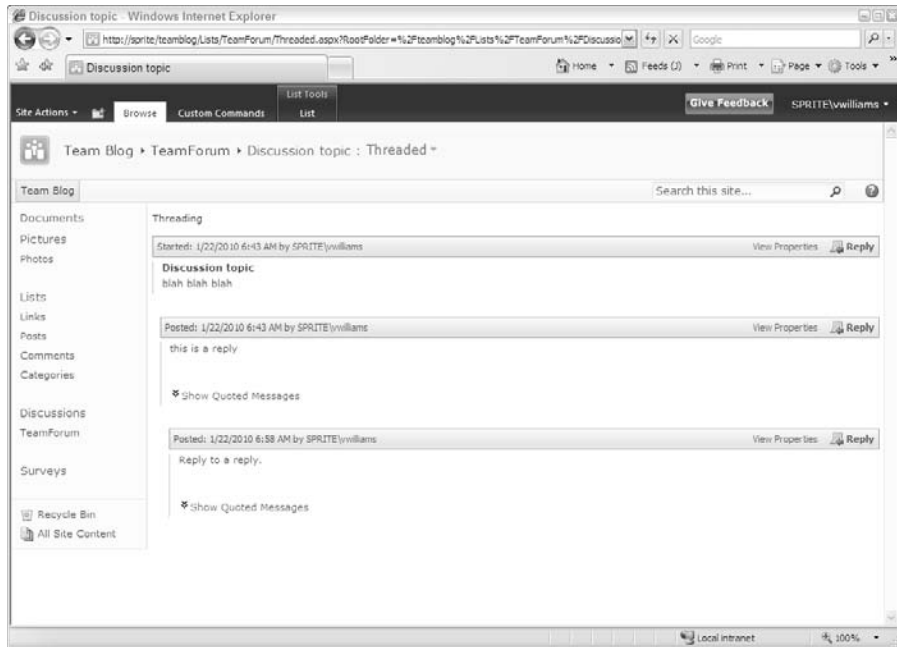 Discussion topic - Windows Internet Explorer
http://sprite/teamblog/Lists/TeamForum/Threaded.aspx?RootFolder=%2Fteamblog%2FLists%2FTeamForum%2FDiscussio
Google
Discussion topic
Home Feeds (J) Print Page Tools »
List Tools
Site Actions Browse Custom Commands List Give Feedback SPRITE\vwilliams
Team Blog ▸ TeamForum ▸ Discussion topic : Threaded
Team Blog Search this site...
Documents
Pictures
Photos
Lists
Links
Posts
Comments
Categories
Discussions
TeamForum
Surveys
Recycle Bin
All Site Content
Threading
Started: 1/22/2010 6:43 AM by SPRITE\vwilliams View Properties Reply
Discussion topic
blah blah blah
Posted: 1/22/2010 6:43 AM by SPRITE\vwilliams View Properties Reply
this is a reply
Show Quoted Messages
Posted: 1/22/2010 6:58 AM by SPRITE\vwilliams View Properties Reply
Reply to a reply.
Show Quoted Messages
Local intranet 100%